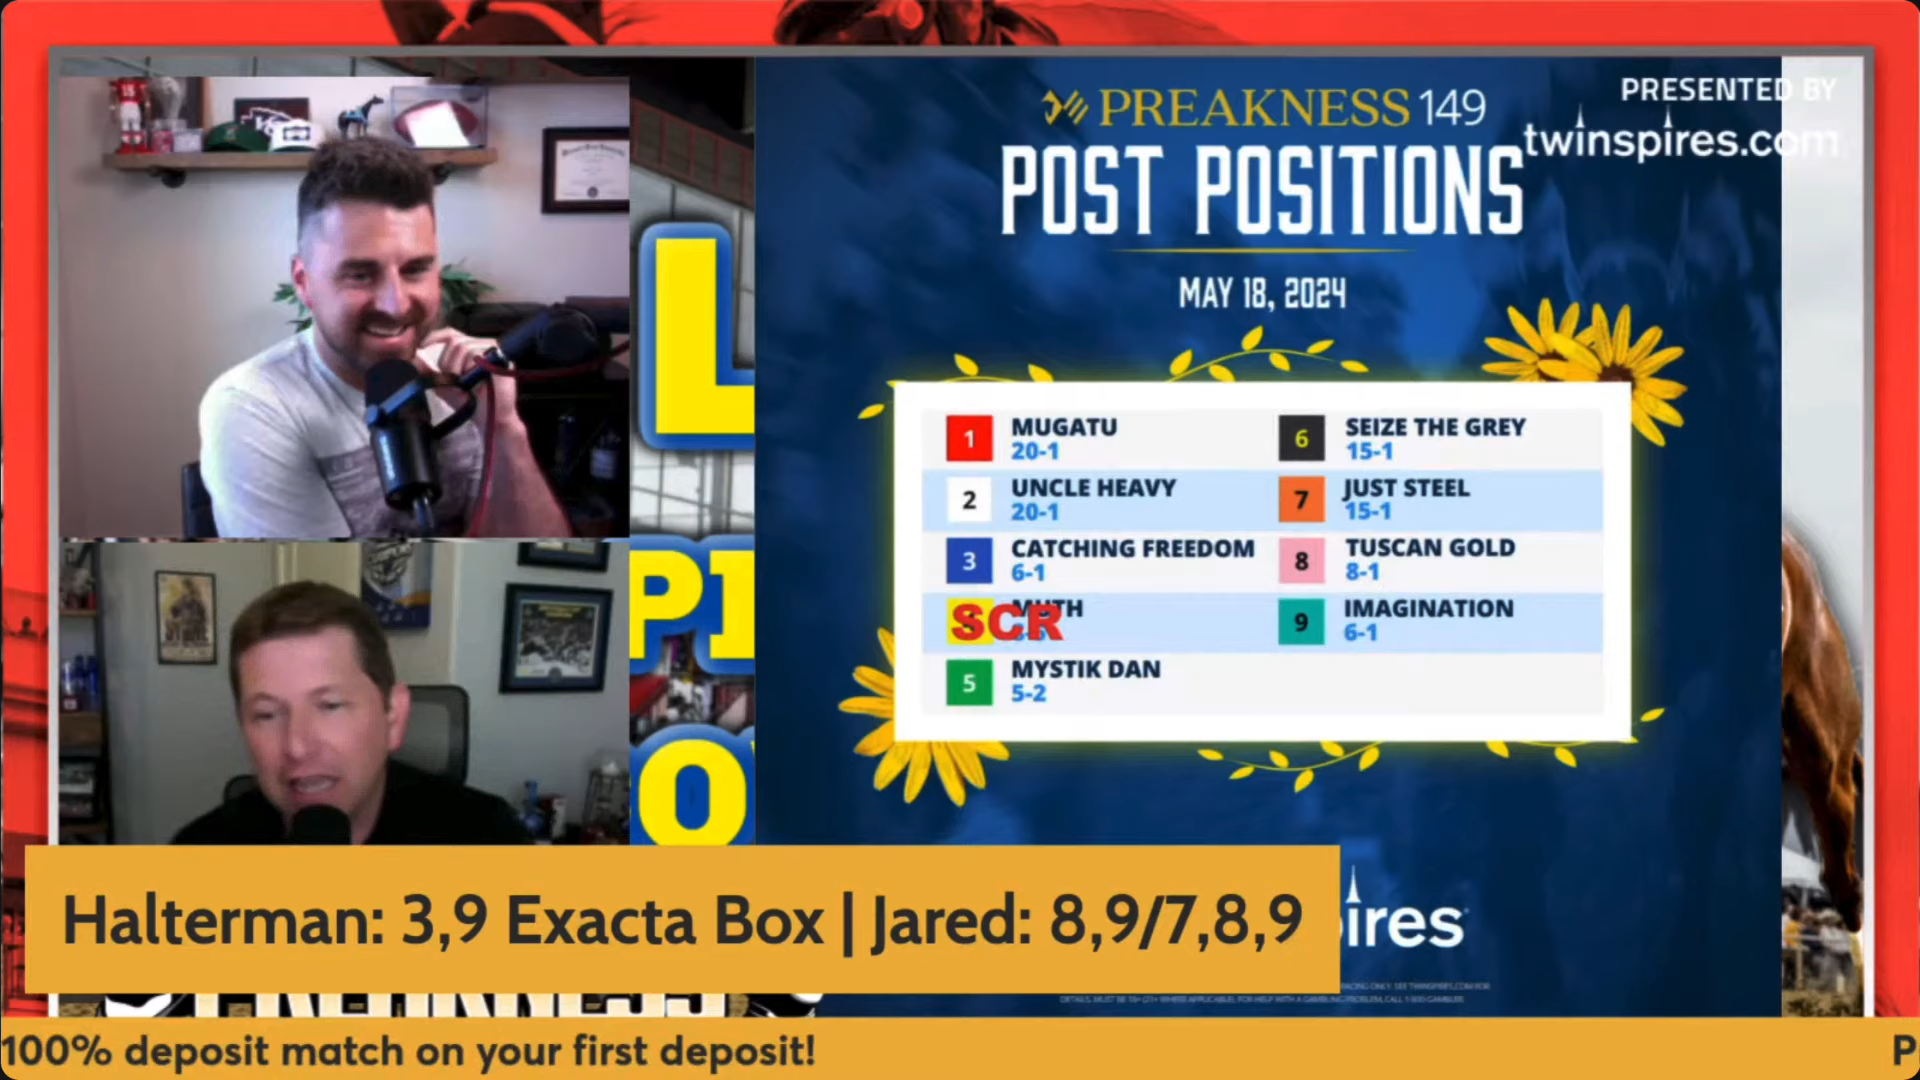 PREAKNESS 149
PRESENTED BY
twinspires.com
POST POSITIONS
MAY 18, 2024
1 MUGATU
20-1
2 UNCLE HEAVY
20-1
3 CATCHING FREEDOM
6-1
SCR MUTH
5 MYSTIK DAN
5-2
6 SEIZE THE GREY
15-1
7 JUST STEEL
15-1
8 TUSCAN GOLD
8-1
9 IMAGINATION
6-1
L
PI
O
ires
Halterman: 3,9 Exacta Box | Jared: 8,9/7,8,9
PREAKNESS
100% deposit match on your first deposit!
P